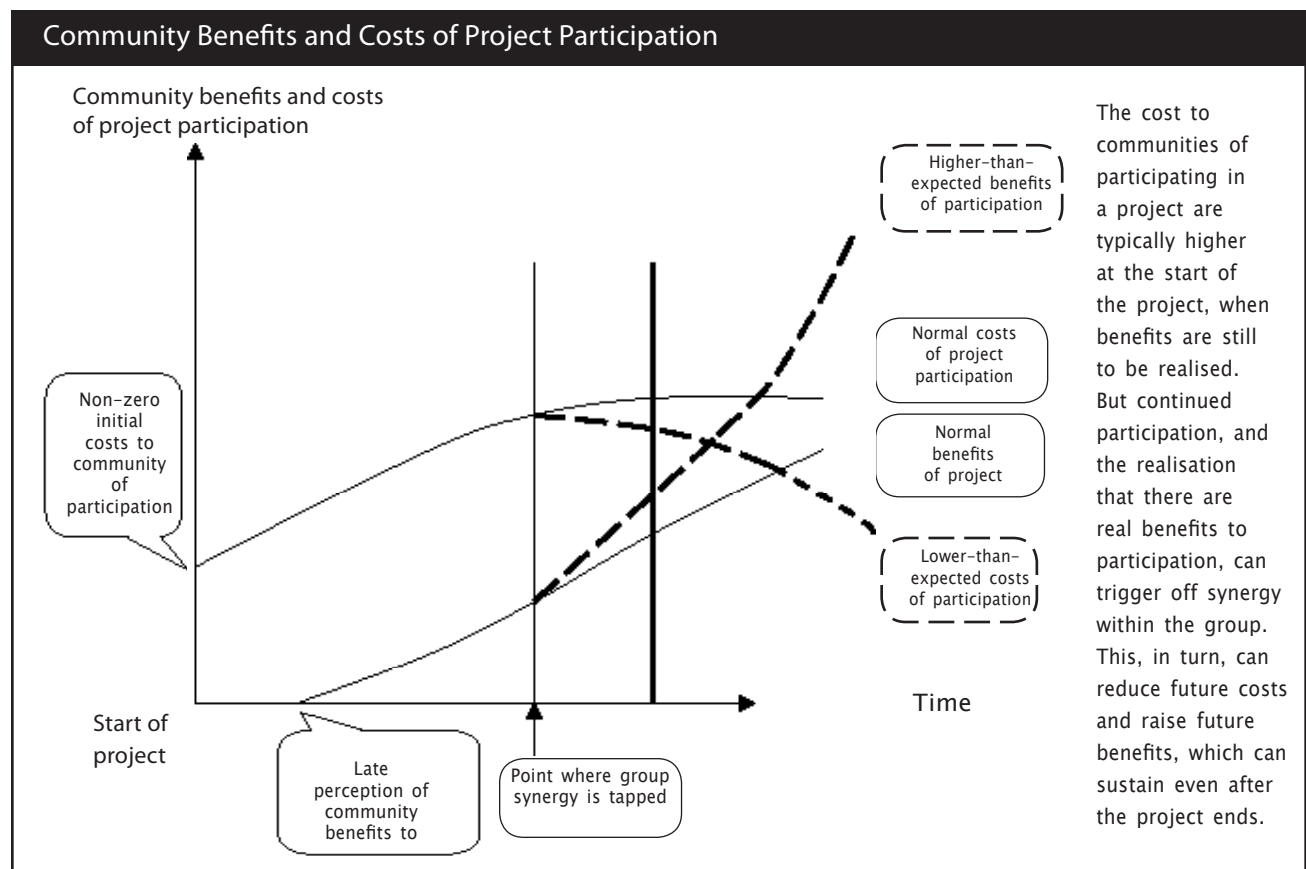 Community Benefits and Costs of Project Participation
Community benefits and costs
of project participation
Higher-than-
expected benefits
of participation
Normal costs
of project
participation
Normal
benefits
of project
Lower-than-
expected costs
of participation
Non-zero
initial
costs to
community
of
participation
Start of
project
Late
perception of
community
benefits to
Point where group
synergy is tapped
Time
The cost to
communities of
participating in
a project are
typically higher
at the start of
the project, when
benefits are still
to be realised.
But continued
participation, and
the realisation
that there are
real benefits to
participation, can
trigger off synergy
within the group.
This, in turn, can
reduce future costs
and raise future
benefits, which can
sustain even after
the project ends.